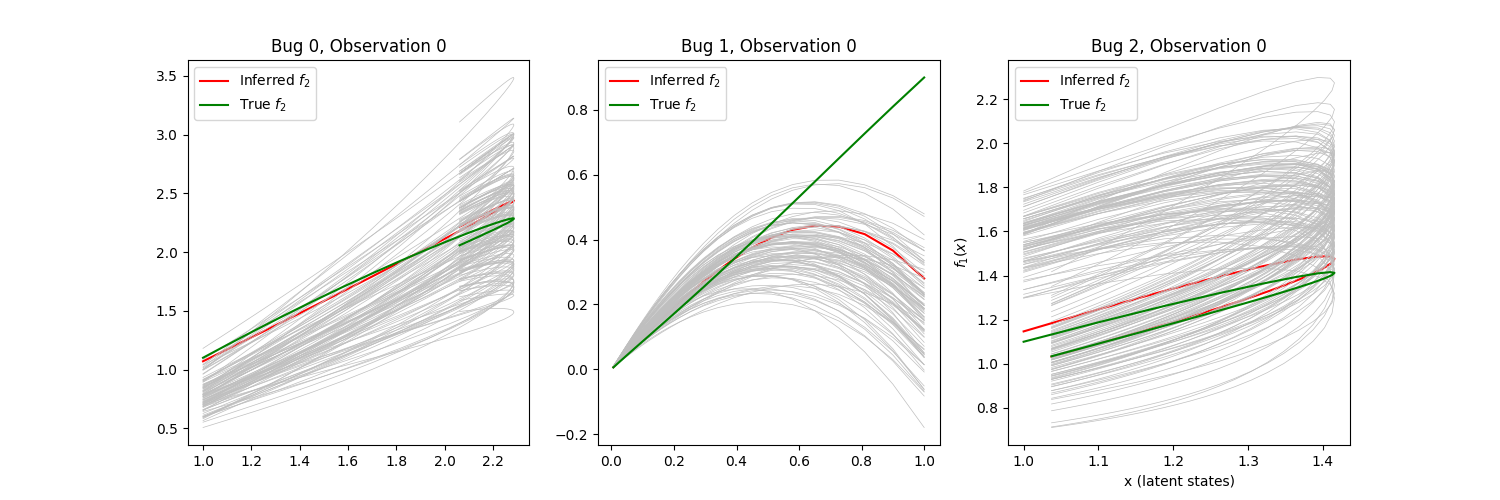 Bug 0, Observation 0
Inferred f₂
True f₂
3.5
3.0
2.5
2.0
1.5
1.0
0.5
1.0 1.2 1.4 1.6 1.8 2.0 2.2
Bug 1, Observation 0
Inferred f₂
True f₂
0.8
0.6
0.4
0.2
0.0
−0.2
0.0 0.2 0.4 0.6 0.8 1.0
Bug 2, Observation 0
Inferred f₂
True f₂
f₁(x)
2.2
2.0
1.8
1.6
1.4
1.2
1.0
0.8
1.0 1.1 1.2 1.3 1.4
x (latent states)